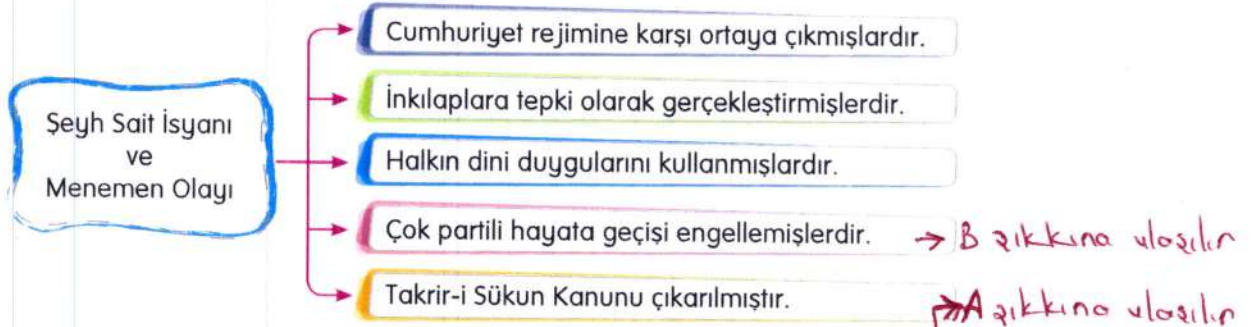 Şeyh Sait İsyanı
ve
Menemen Olayı
Cumhuriyet rejimine karşı ortaya çıkmışlardır.
İnkılaplara tepki olarak gerçekleştirmişlerdir.
Halkın dini duygularını kullanmışlardır.
Çok partili hayata geçişi engellemişlerdir. → B şıkkına ulaşılır
Takrir-i Sükun Kanunu çıkarılmıştır. → A şıkkına ulaşılır